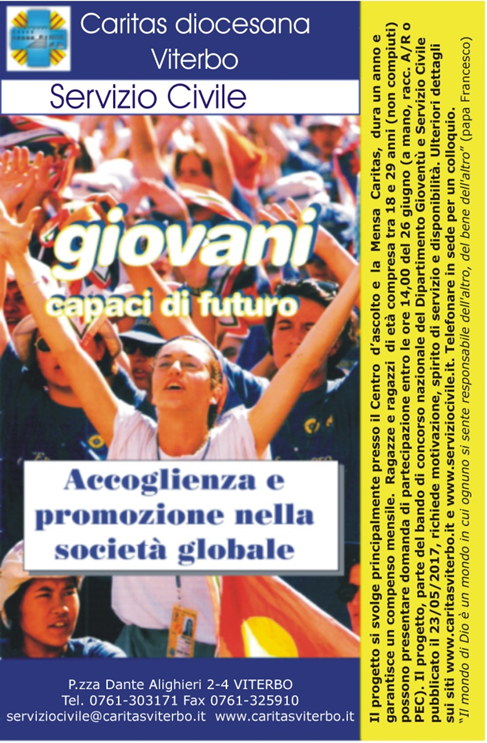 Caritas diocesana
Viterbo
Servizio Civile
giovani
capaci di futuro
Accoglienza e
promozione nella
società globale
P.zza Dante Alighieri 2-4 VITERBO
Tel. 0761-303171 Fax 0761-325910
serviziocivile@caritasviterbo.it www.caritasviterbo.it
Il progetto si svolge principalmente presso il Centro d'ascolto e la Mensa Caritas, dura un anno e
garantisce un compenso mensile. Ragazze e ragazzi di età compresa tra 18 e 29 anni (non compiuti)
possono presentare domanda di partecipazione entro le ore 14,00 del 26 giugno (a mano, racc. A/R o
PEC). Il progetto, parte del bando di concorso nazionale del Dipartimento Gioventù e Servizio Civile
pubblicato il 23/05/2017, richiede motivazione, spirito di servizio e disponibilità. Ulteriori dettagli
sui siti www.caritasviterbo.it e www.serviziocivile.it. Telefonare in sede per un colloquio.
"Il mondo di Dio è un mondo in cui ognuno si sente responsabile dell'altro, del bene dell'altro" (papa Francesco)